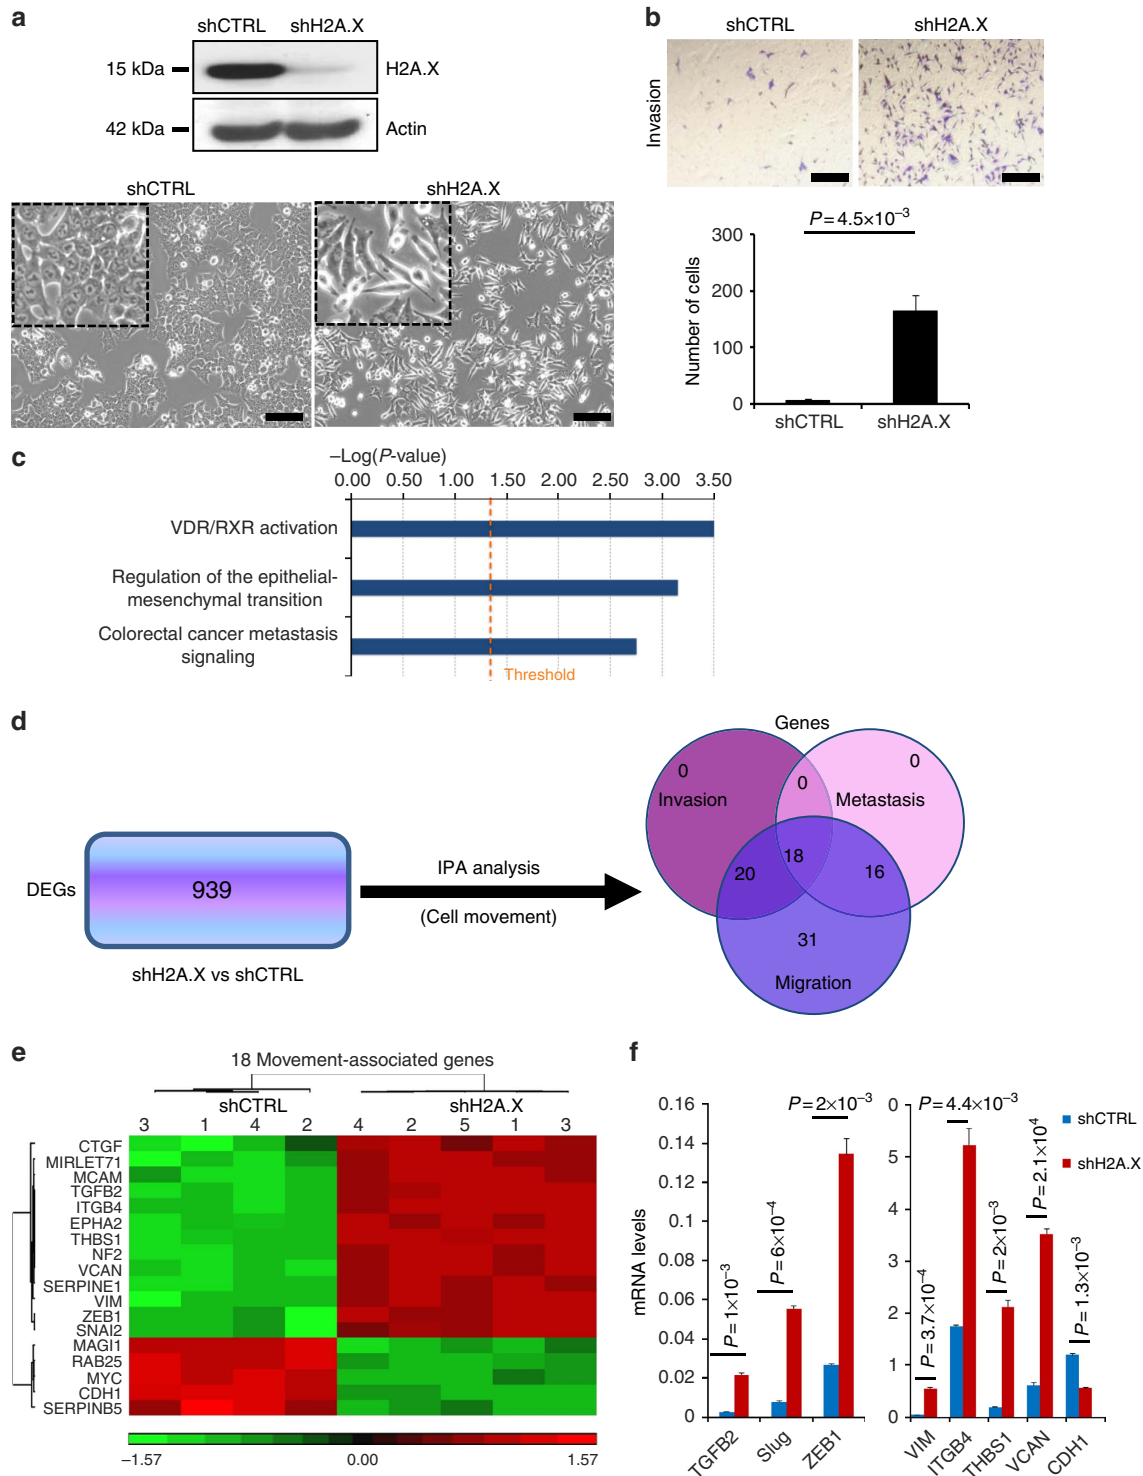 a
shCTRL shH2A.X
15 kDa H2A.X
42 kDa Actin
shCTRL shH2A.X
b
shCTRL shH2A.X
Invasion
P=4.5×10⁻³
300
200
100
0
Number of cells
shCTRL shH2A.X
c
–Log(P-value)
0.00 0.50 1.00 1.50 2.00 2.50 3.00 3.50
VDR/RXR activation
Regulation of the epithelial-
mesenchymal transition
Colorectal cancer metastasis
signaling
Threshold
d
DEGs
939
shH2A.X vs shCTRL
IPA analysis
(Cell movement)
Genes
0
0
0
Invasion
Metastasis
18
20
16
31
Migration
e
18 Movement-associated genes
shCTRL shH2A.X
3 1 4 2 4 2 5 1 3
CTGF
MIRLET71
MCAM
TGFB2
ITGB4
EPHA2
THBS1
NF2
VCAN
SERPINE1
VIM
ZEB1
SNAI2
MAGI1
RAB25
MYC
CDH1
SERPINB5
–1.57 0.00 1.57
f
mRNA levels
0.16
0.14
0.12
0.1
0.08
0.06
0.04
0.02
0
P=1×10⁻³
P=6×10⁻⁴
P=2×10⁻³
TGFB2 Slug ZEB1
0
5
4
3
2
1
0
P=3.7×10⁻⁴
P=4.4×10⁻³
P=2×10⁻³
P=2.1×10⁴
P=1.3×10⁻³
VIM ITGB4 THBS1 VCAN CDH1
shCTRL
shH2A.X